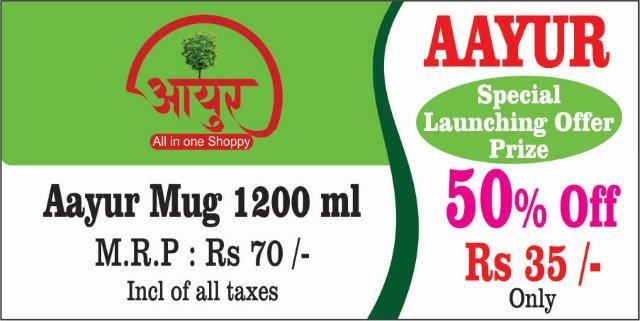 आयुर
All in one Shoppy
Aayur Mug 1200 ml
M.R.P : Rs 70 /-
Incl of all taxes
AAYUR
Special
Launching Offer
Prize
50% Off
Rs 35 /-
Only